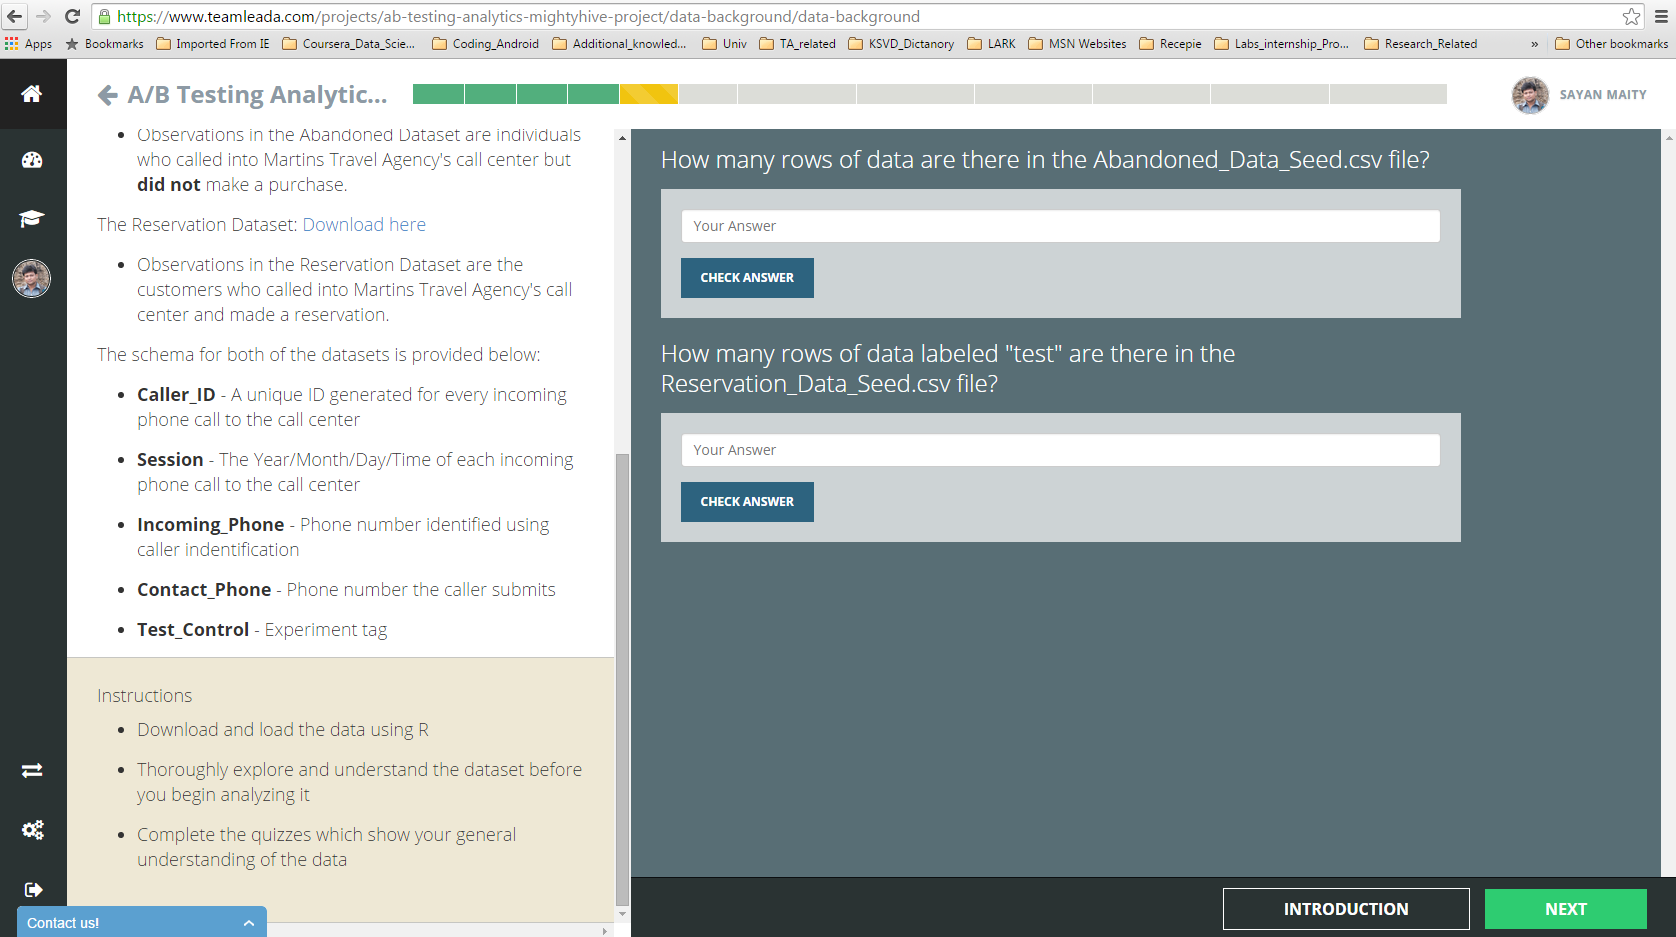 https://www.teamleada.com/projects/ab-testing-analytics-mightyhive-project/data-background/data-background
Apps Bookmarks Imported From IE Coursera_Data_Scie... Coding_Android Additional_knowled... Univ TA_related KSVD_Dictanory LARK MSN Websites Recepie Labs_internship_Pro... Research_Related » Other bookmarks
A/B Testing Analytic...
SAYAN MAITY
Observations in the Abandoned Dataset are individuals
who called into Martins Travel Agency's call center but
did not make a purchase.
The Reservation Dataset: Download here
Observations in the Reservation Dataset are the
customers who called into Martins Travel Agency's call
center and made a reservation.
The schema for both of the datasets is provided below:
Caller_ID - A unique ID generated for every incoming
phone call to the call center
Session - The Year/Month/Day/Time of each incoming
phone call to the call center
Incoming_Phone - Phone number identified using
caller indentification
Contact_Phone - Phone number the caller submits
Test_Control - Experiment tag
Instructions
Download and load the data using R
Thoroughly explore and understand the dataset before
you begin analyzing it
Complete the quizzes which show your general
understanding of the data
Contact us!
How many rows of data are there in the Abandoned_Data_Seed.csv file?
Your Answer
CHECK ANSWER
How many rows of data labeled "test" are there in the
Reservation_Data_Seed.csv file?
Your Answer
CHECK ANSWER
INTRODUCTION
NEXT